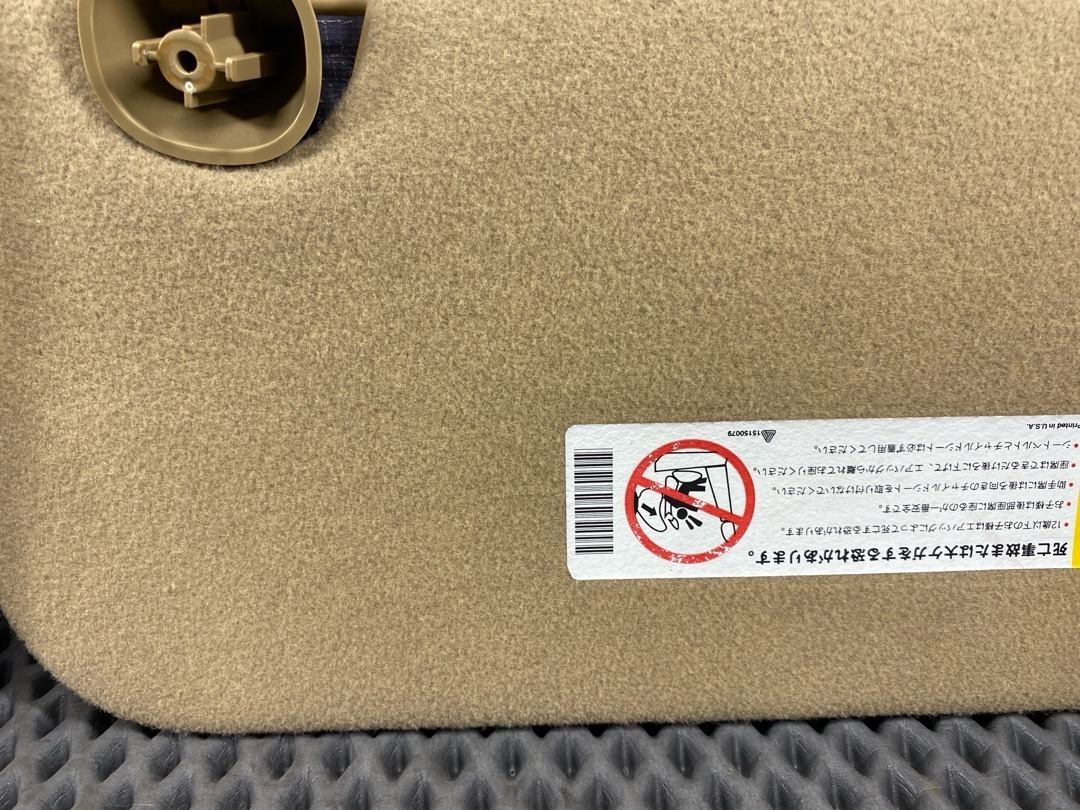 死亡事故または大ケガをする恐れがあります。
• 12歳以下のお子様はエアバッグによって死亡する恐れがあります。
• お子様は後部座席に座るのが一番安全です。
• 助手席には後ろ向きのチャイルドシートを取り付けないでください。
• 座席はできるだけ後ろに下げ、エアバッグから離れてお座りください。
• シートベルトとチャイルドシートは必ず着用してください。
Printed in U.S.A.
15150079